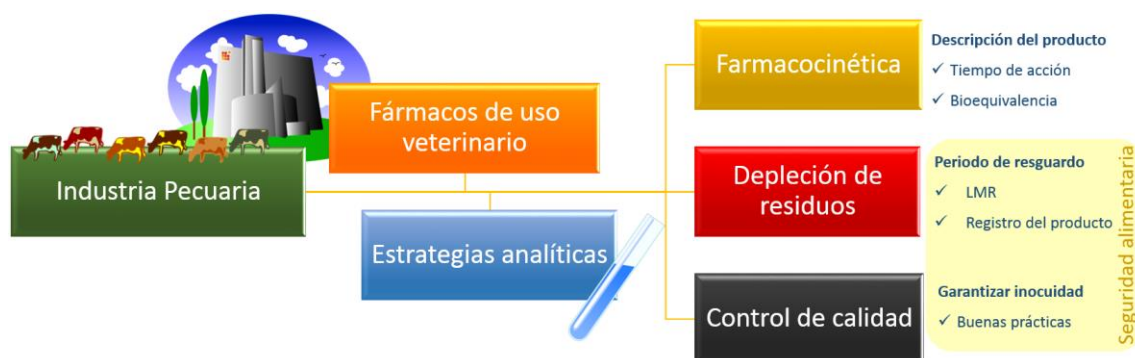 Industria Pecuaria
Fármacos de uso
veterinario
Estrategias analíticas
Farmacocinética
Descripción del producto
✓ Tiempo de acción
✓ Bioequivalencia
Depleción de
residuos
Periodo de resguardo
✓ LMR
✓ Registro del producto
Control de calidad
Garantizar inocuidad
✓ Buenas prácticas
Seguridad alimentaria